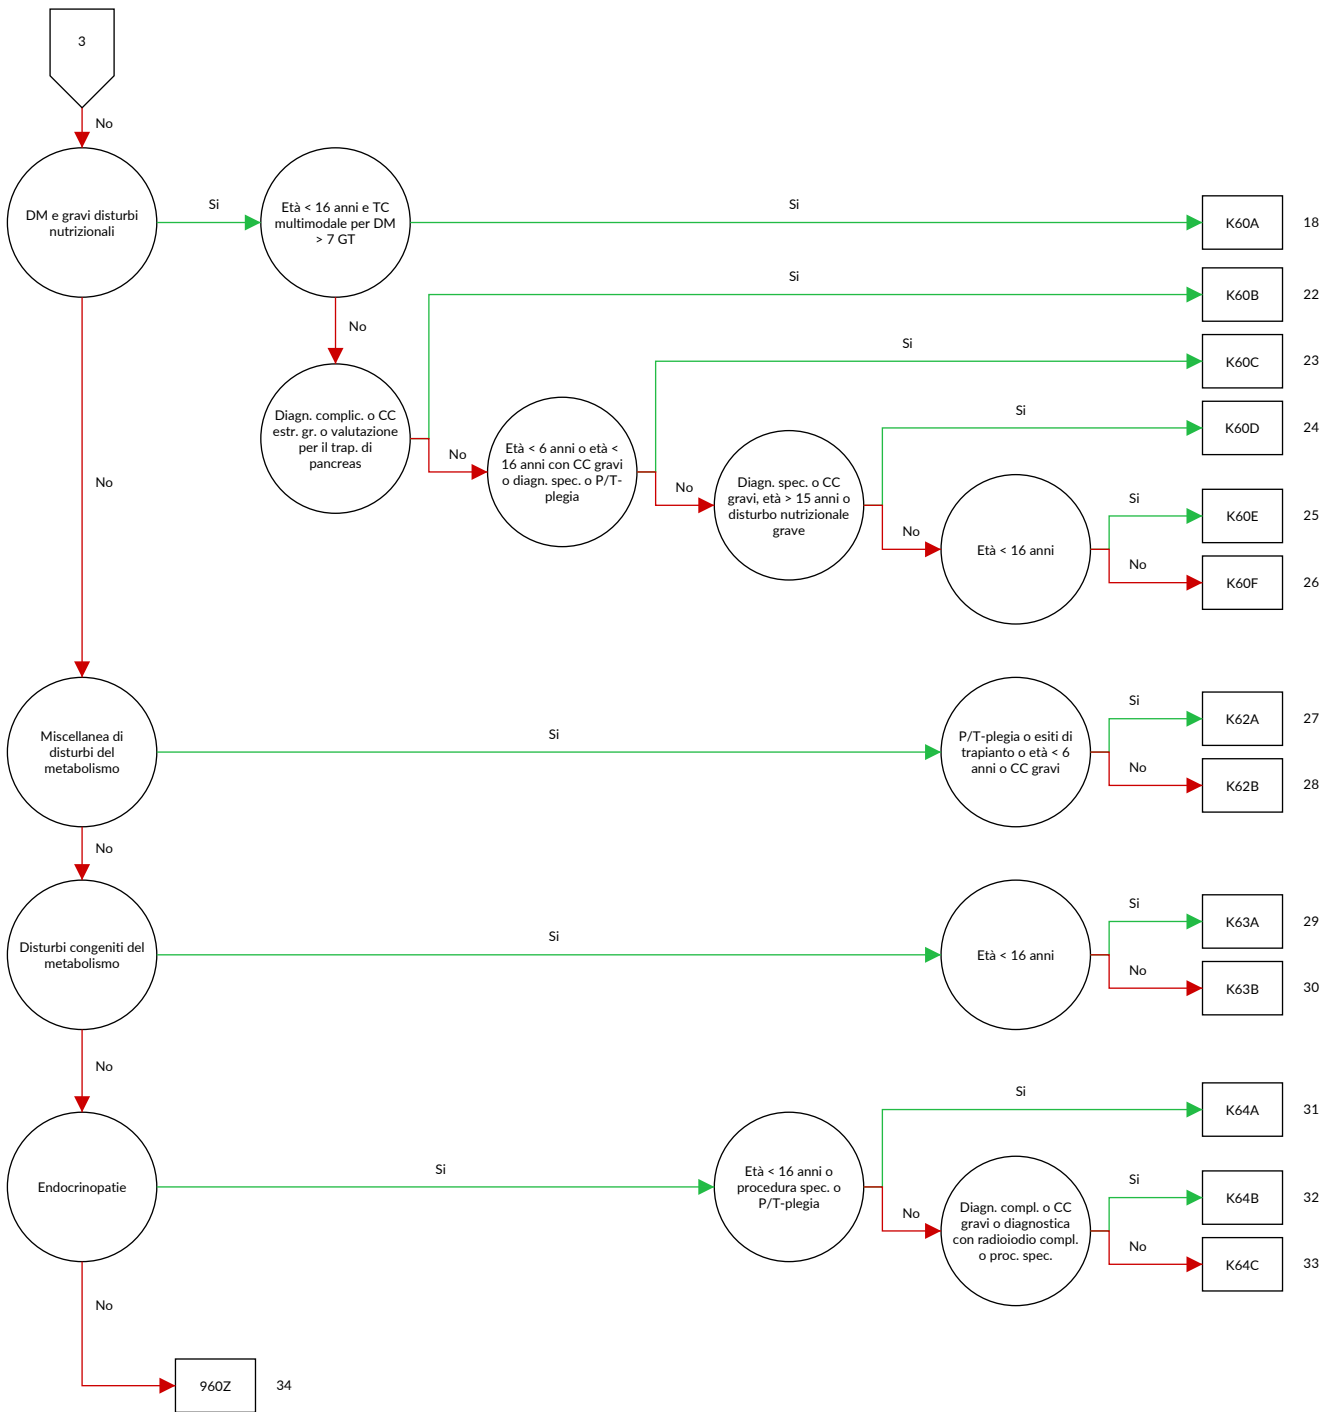 3
No
DM e gravi disturbi
nutrizionali
Si
Età < 16 anni e TC
multimodale per DM
> 7 GT
Si
K60A
18
No
Si
K60B
22
Diagn. complic. o CC
estr. gr. o valutazione
per il trap. di
pancreas
No
Età < 6 anni o età <
16 anni con CC gravi
o diagn. spec. o P/T-
plegia
Si
K60C
23
No
Diagn. spec. o CC
gravi, età > 15 anni o
disturbo nutrizionale
grave
Si
K60D
24
No
Età < 16 anni
Si
K60E
25
No
K60F
26
No
Miscellanea di
disturbi del
metabolismo
Si
P/T-plegia o esiti di
trapianto o età < 6
anni o CC gravi
Si
K62A
27
No
K62B
28
No
Disturbi congeniti del
metabolismo
Si
Età < 16 anni
Si
K63A
29
No
K63B
30
No
Endocrinopatie
Si
Età < 16 anni o
procedura spec. o
P/T-plegia
Si
K64A
31
No
Diagn. compl. o CC
gravi o diagnostica
con radioiodio compl.
o proc. spec.
Si
K64B
32
No
K64C
33
No
960Z
34